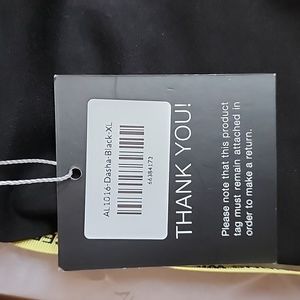 AL1016-Dasha-Black-XL
66384173
THANK YOU!
Please note that this product
tag must remain attached in
order to make a return.